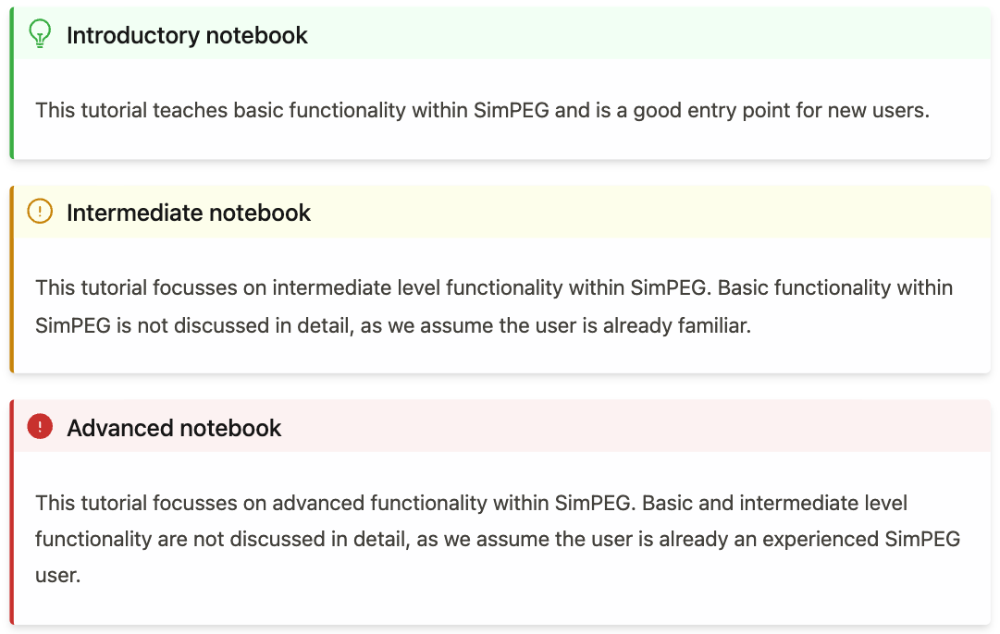 Introductory notebook
This tutorial teaches basic functionality within SimPEG and is a good entry point for new users.
Intermediate notebook
This tutorial focusses on intermediate level functionality within SimPEG. Basic functionality within
SimPEG is not discussed in detail, as we assume the user is already familiar.
Advanced notebook
This tutorial focusses on advanced functionality within SimPEG. Basic and intermediate level
functionality are not discussed in detail, as we assume the user is already an experienced SimPEG
user.